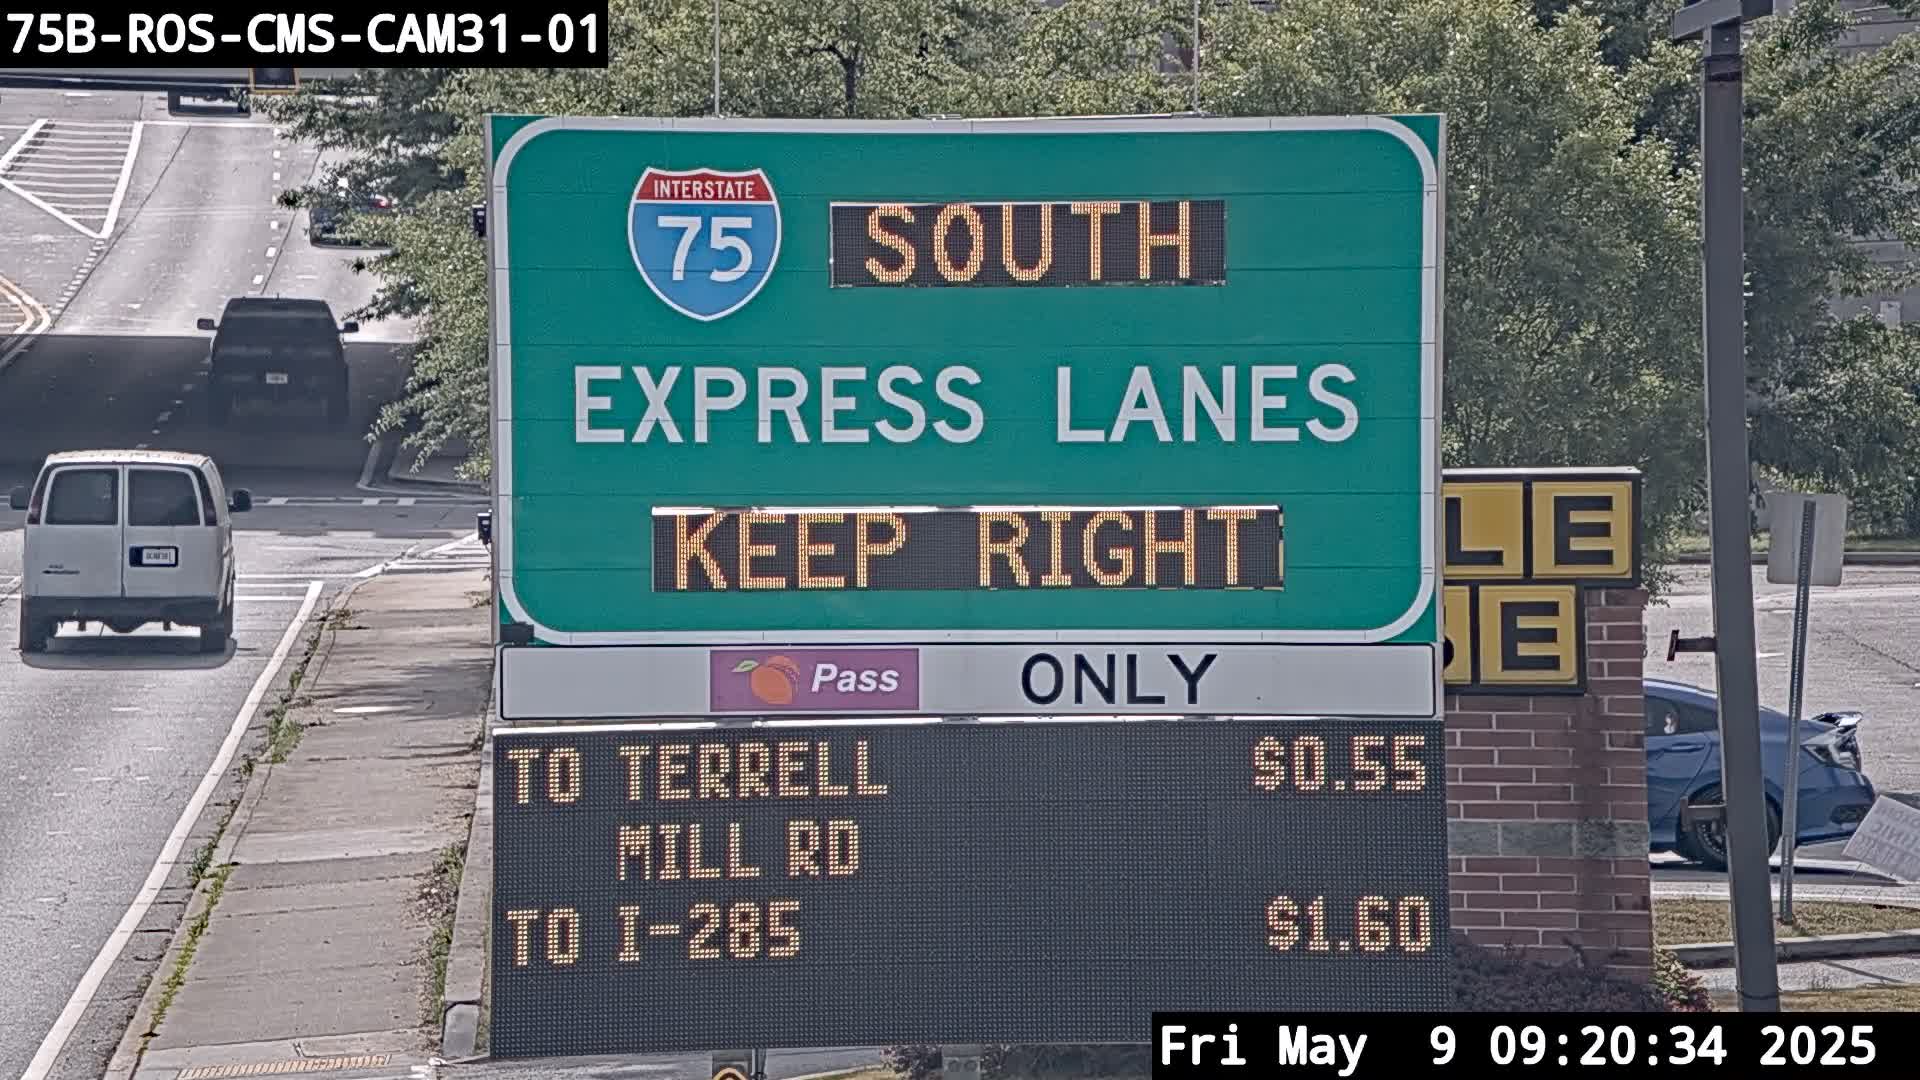 75B-ROS-CMS-CAM31-01
INTERSTATE
75
SOUTH
EXPRESS LANES
KEEP RIGHT
Pass ONLY
TO TERRELL $0.55
MILL RD
TO I-285 $1.60
LE
E
Fri May 9 09:20:34 2025